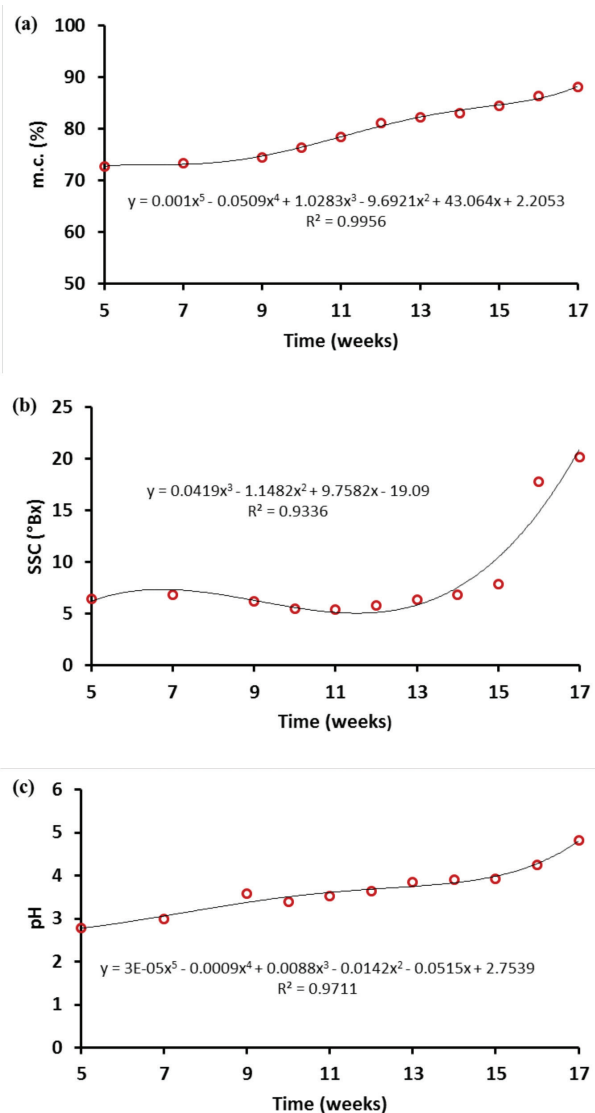 (a)
100
90
80
70
60
50
m.c. (%)
y = 0.001x⁵ - 0.0509x⁴ + 1.0283x³ - 9.6921x² + 43.064x + 2.2053
R² = 0.9956
5 7 9 11 13 15 17
Time (weeks)
(b)
25
20
15
10
5
0
SSC (°Bx)
y = 0.0419x³ - 1.1482x² + 9.7582x - 19.09
R² = 0.9336
5 7 9 11 13 15 17
Time (weeks)
(c)
6
5
4
3
2
1
0
pH
y = 3E-05x⁵ - 0.0009x⁴ + 0.0088x³ - 0.0142x² - 0.0515x + 2.7539
R² = 0.9711
5 7 9 11 13 15 17
Time (weeks)